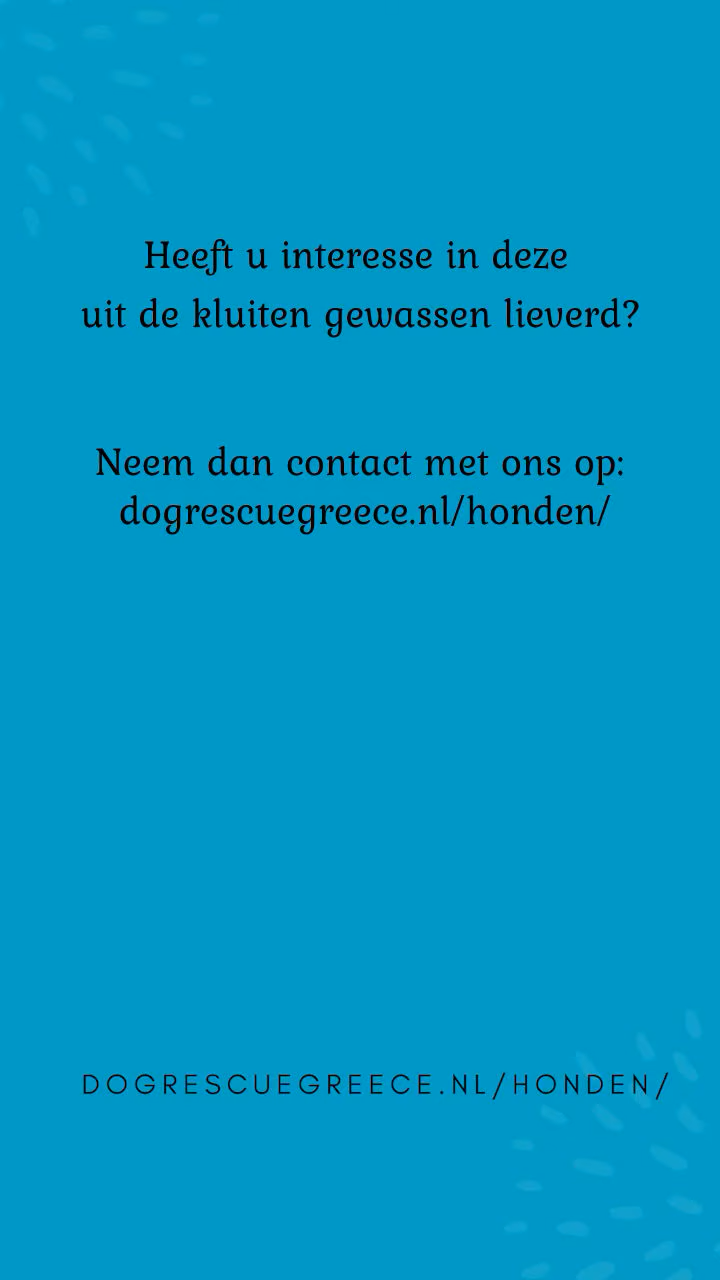 Heeft u interesse in deze
uit de kluiten gewassen lieverd?
Neem dan contact met ons op:
dogrescuegreece.nl/honden/
DOGRESCUEGREECE.NL/HONDEN/